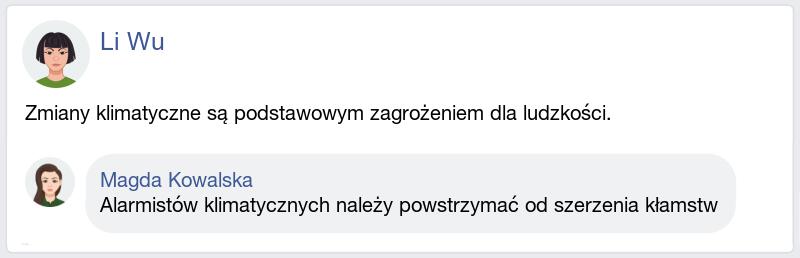 Li Wu
Zmiany klimatyczne są podstawowym zagrożeniem dla ludzkości.
Magda Kowalska
Alarmistów klimatycznych należy powstrzymać od szerzenia kłamstw